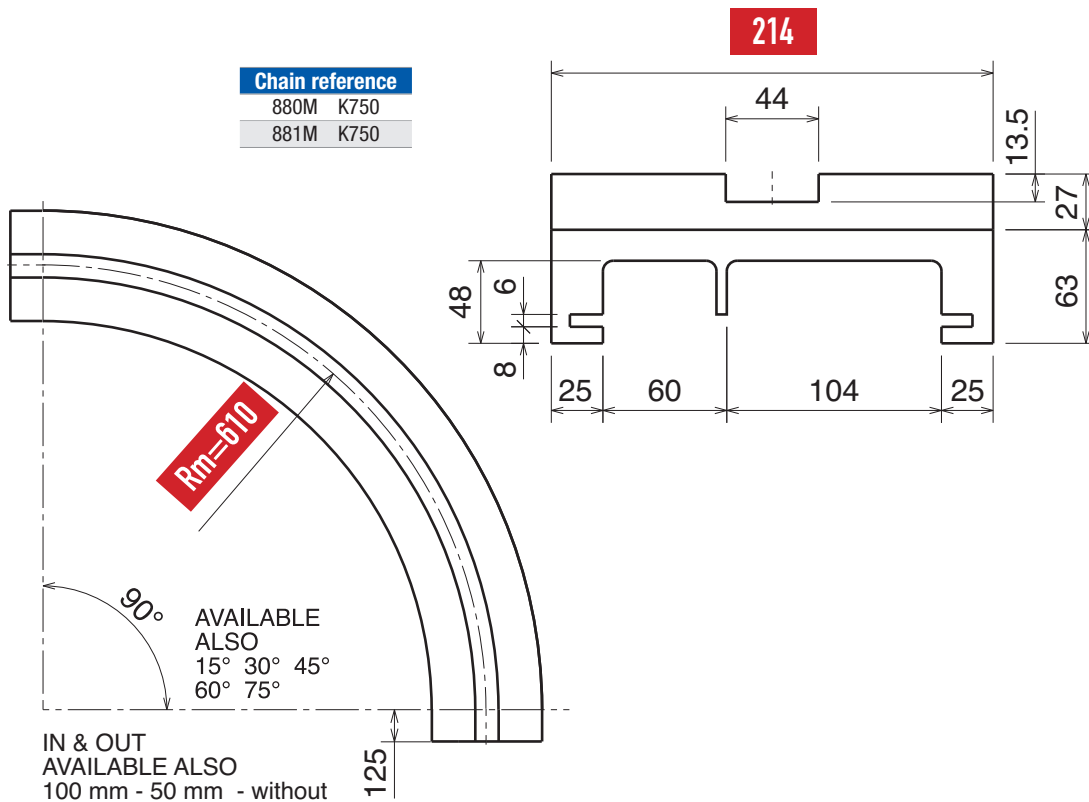 214
Chain reference
880M K750
881M K750
44
13.5
27
63
48
6
8
25
60
104
25
Rm=610
90°
AVAILABLE
ALSO
15° 30° 45°
60° 75°
IN & OUT
AVAILABLE ALSO
100 mm - 50 mm - without
125